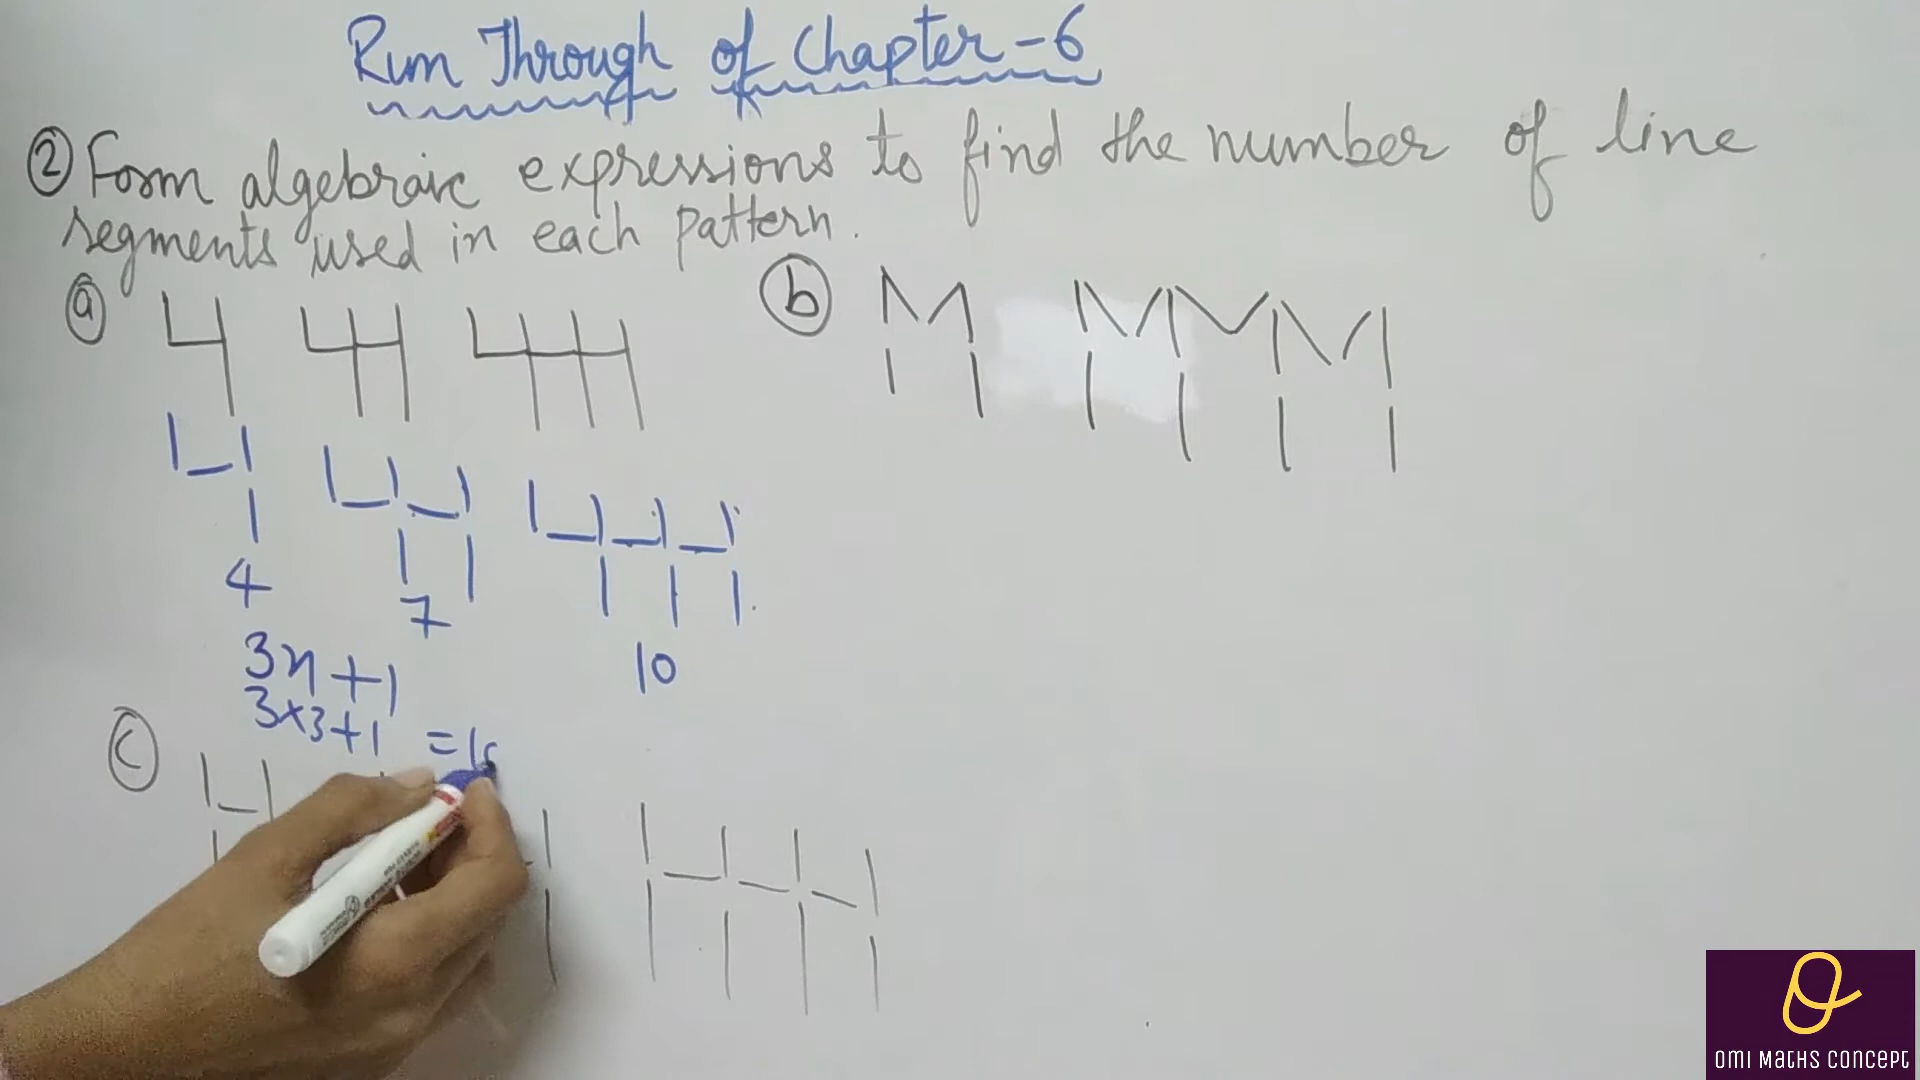 Run Through of Chapter-6
② Form algebraic expressions to find the number of line
segments used in each pattern.
ⓐ
ⓑ
4
7
10
3n+1
3×3+1 =10
ⓒ
OMI MATHS CONCEPT